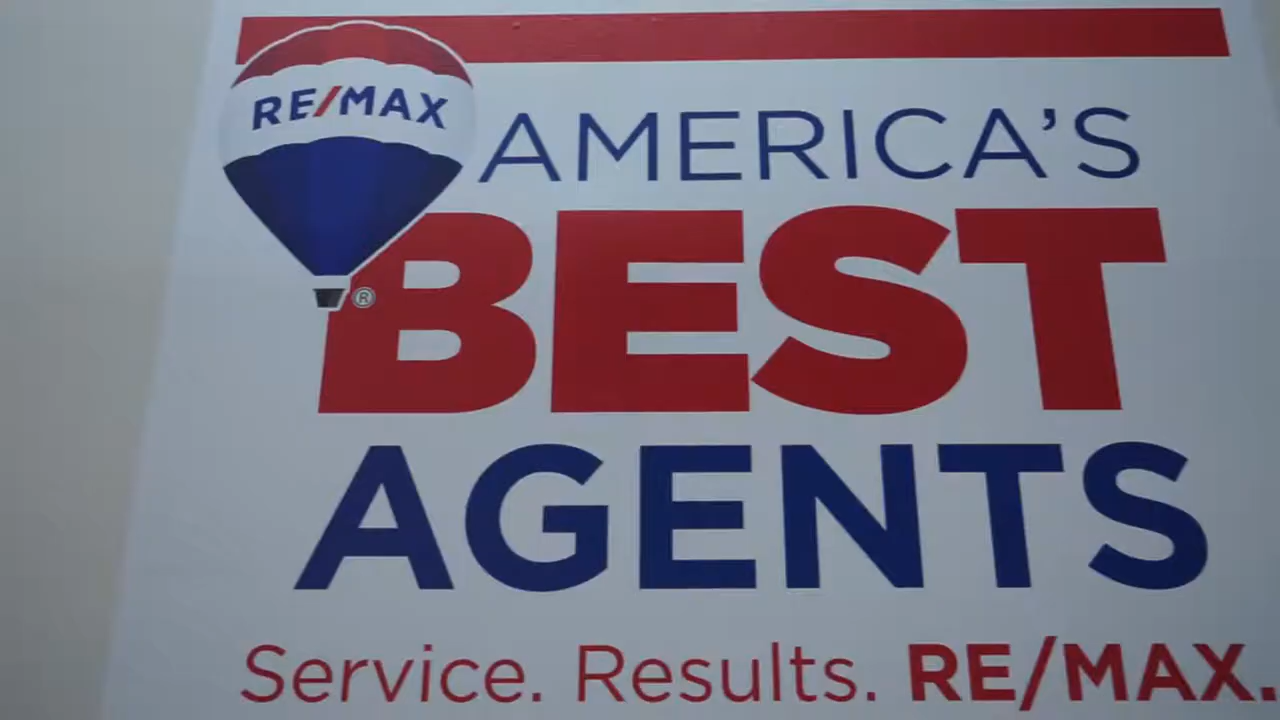 RE/MAX
®
AMERICA'S
BEST
AGENTS
Service. Results. RE/MAX.